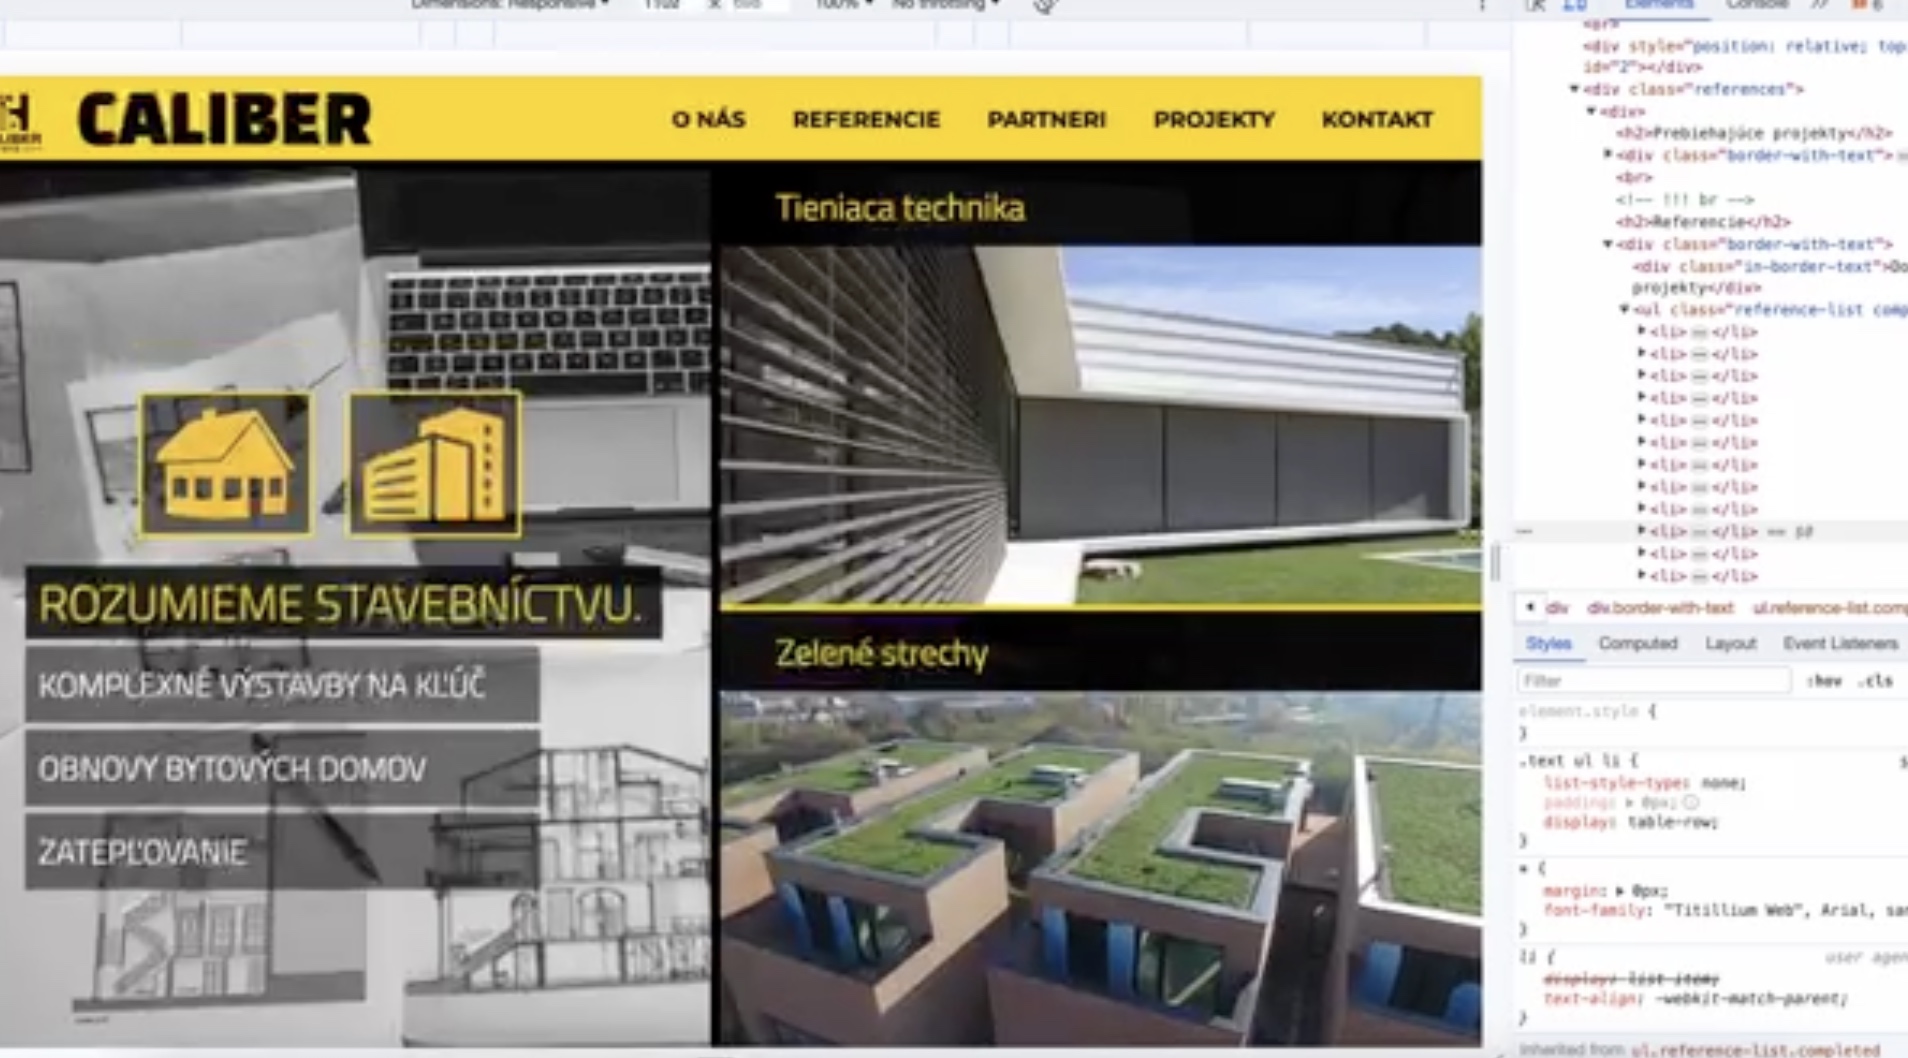 Dimensions: Responsive
1102
x
100%
No throttling
Elements
Console
6
CALIBER
O NÁS
REFERENCIE
PARTNERI
PROJEKTY
KONTAKT
Tieniaca technika
Zelené strechy
ROZUMIEME STAVEBNÍCTVU.
KOMPLEXNÉ VÝSTAVBY NA KĽÚČ
OBNOVY BYTOVÝCH DOMOV
ZATEPĽOVANIE
<br>
<div style="position: relative; top:
id="2"></div>
<div class="references">
<div>
<h2>Prebiehajúce projekty</h2>
<div class="border-with-text">
<br>
<!-- !!! br -->
<h2>Referencie</h2>
<div class="border-with-text">
<div class="in-border-text">
projekty</div>
<ul class="reference-list comp
<li> </li>
<li> </li>
<li> </li>
<li> </li>
<li> </li>
<li> </li>
<li> </li>
<li> </li>
<li> </li>
<li> </li> == $0
<li> </li>
<li> </li>
div div.border-with-text ul.reference-list.comp
Styles Computed Layout Event Listeners
Filter :hov .cls
element.style {
}
.text ul li {
list-style-type: none;
padding: 0px;
display: table-row;
}
* {
margin: 0px;
font-family: "Titillium Web", Arial, san
}
li { user agen
display: list-item;
text-align: -webkit-match-parent;
}
Inherited from ul.reference-list.completed